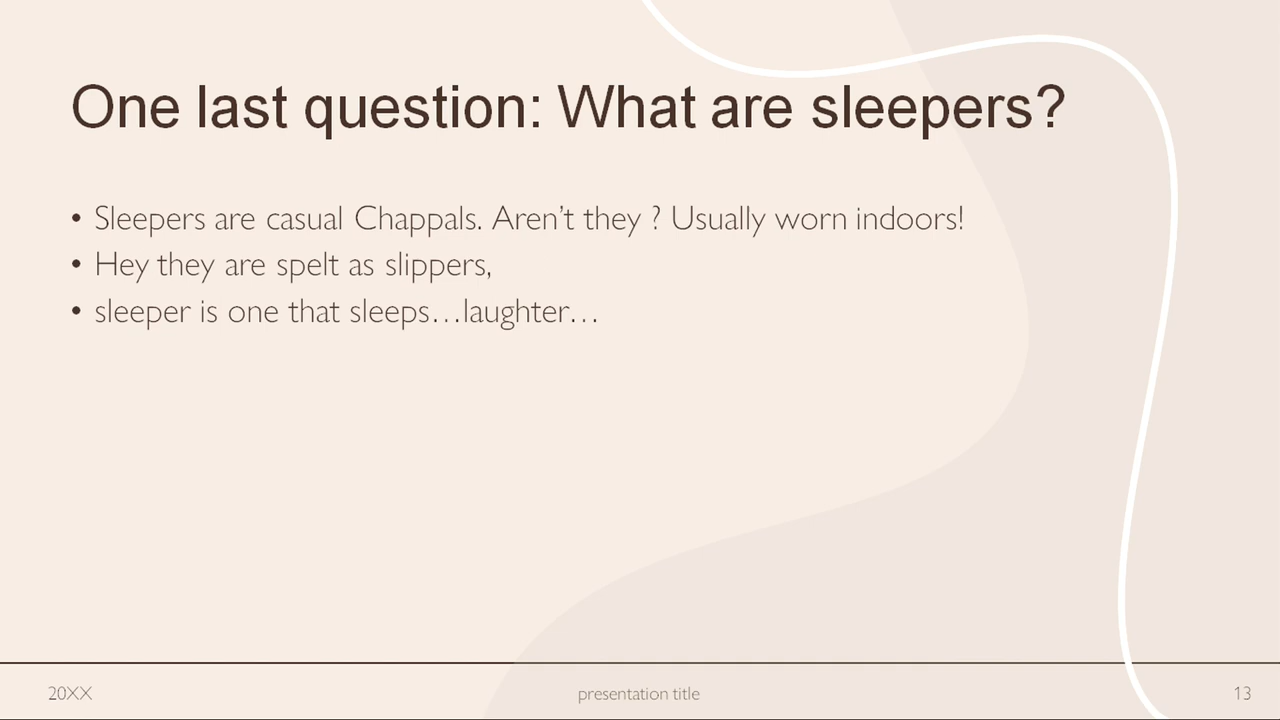 One last question: What are sleepers?
• Sleepers are casual Chappals. Aren’t they ? Usually worn indoors!
• Hey they are spelt as slippers,
• sleeper is one that sleeps…laughter…
20XX
presentation title
13